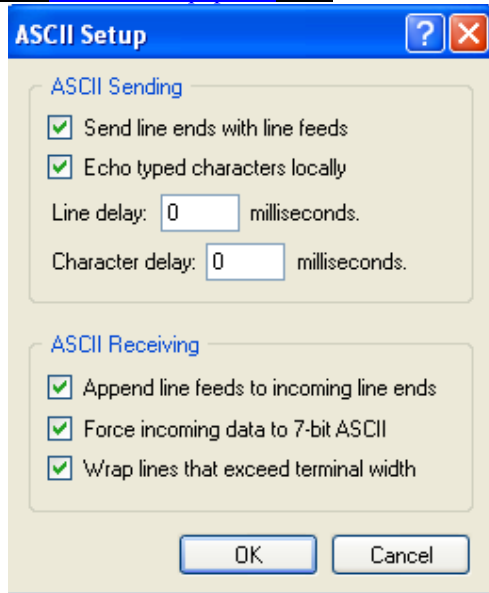 ASCII Setup
ASCII Sending
Send line ends with line feeds
Echo typed characters locally
Line delay: 0 milliseconds.
Character delay: 0 milliseconds.
ASCII Receiving
Append line feeds to incoming line ends
Force incoming data to 7-bit ASCII
Wrap lines that exceed terminal width
OK Cancel